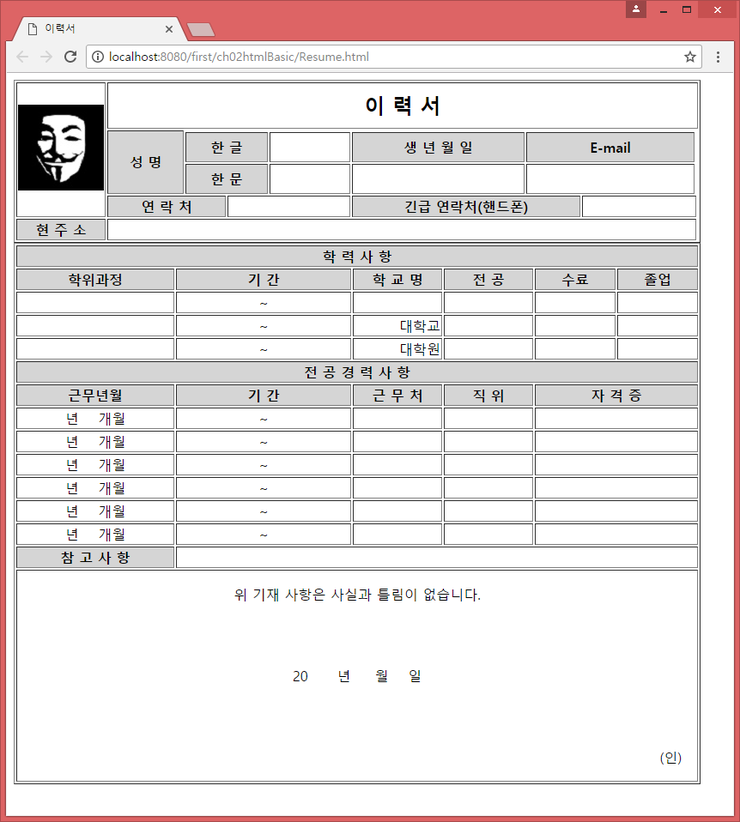 이력서
localhost:8080/first/ch02htmlBasic/Resume.html
이 력 서
성 명 한 글 생 년 월 일 E-mail
한 문
연 락 처 긴급 연락처(핸드폰)
현 주 소
학 력 사 항
학위과정 기 간 학 교 명 전 공 수료 졸업
~
~ 대학교
~ 대학원
전 공 경 력 사 항
근무년월 기 간 근 무 처 직 위 자 격 증
년 개월 ~
년 개월 ~
년 개월 ~
년 개월 ~
년 개월 ~
년 개월 ~
참 고 사 항
위 기재 사항은 사실과 틀림이 없습니다.
20 년 월 일
(인)